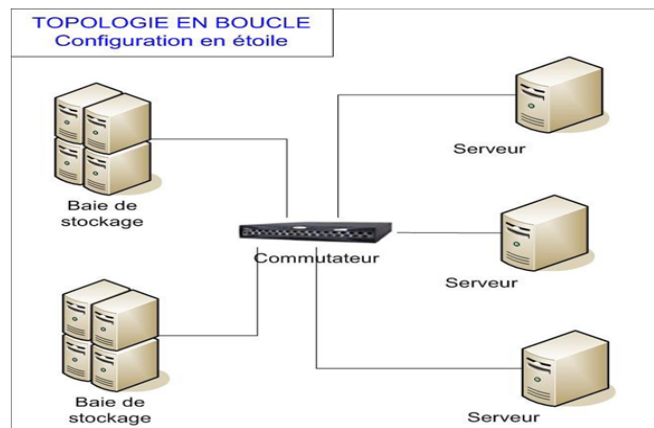 TOPOLOGIE EN BOUCLE
Configuration en étoile
Serveur
Baie de
stockage
Commutateur
Serveur
Baie de
stockage
Serveur